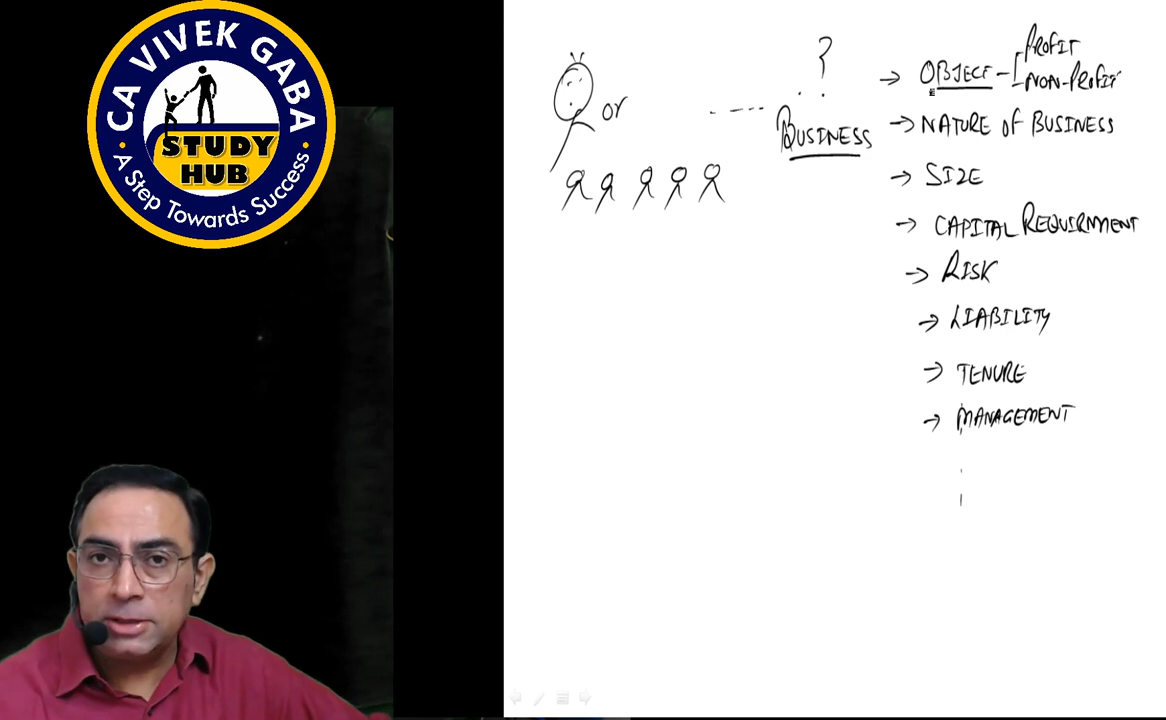 CA VIVEK GABA
STUDY
HUB
• A Step Towards Success •
or
?
BUSINESS
→ OBJECT - PROFIT
- NON-PROFIT
→ NATURE OF BUSINESS
→ SIZE
→ CAPITAL REQUIRMENT
→ RISK
→ LIABILITY
→ TENURE
→ MANAGEMENT